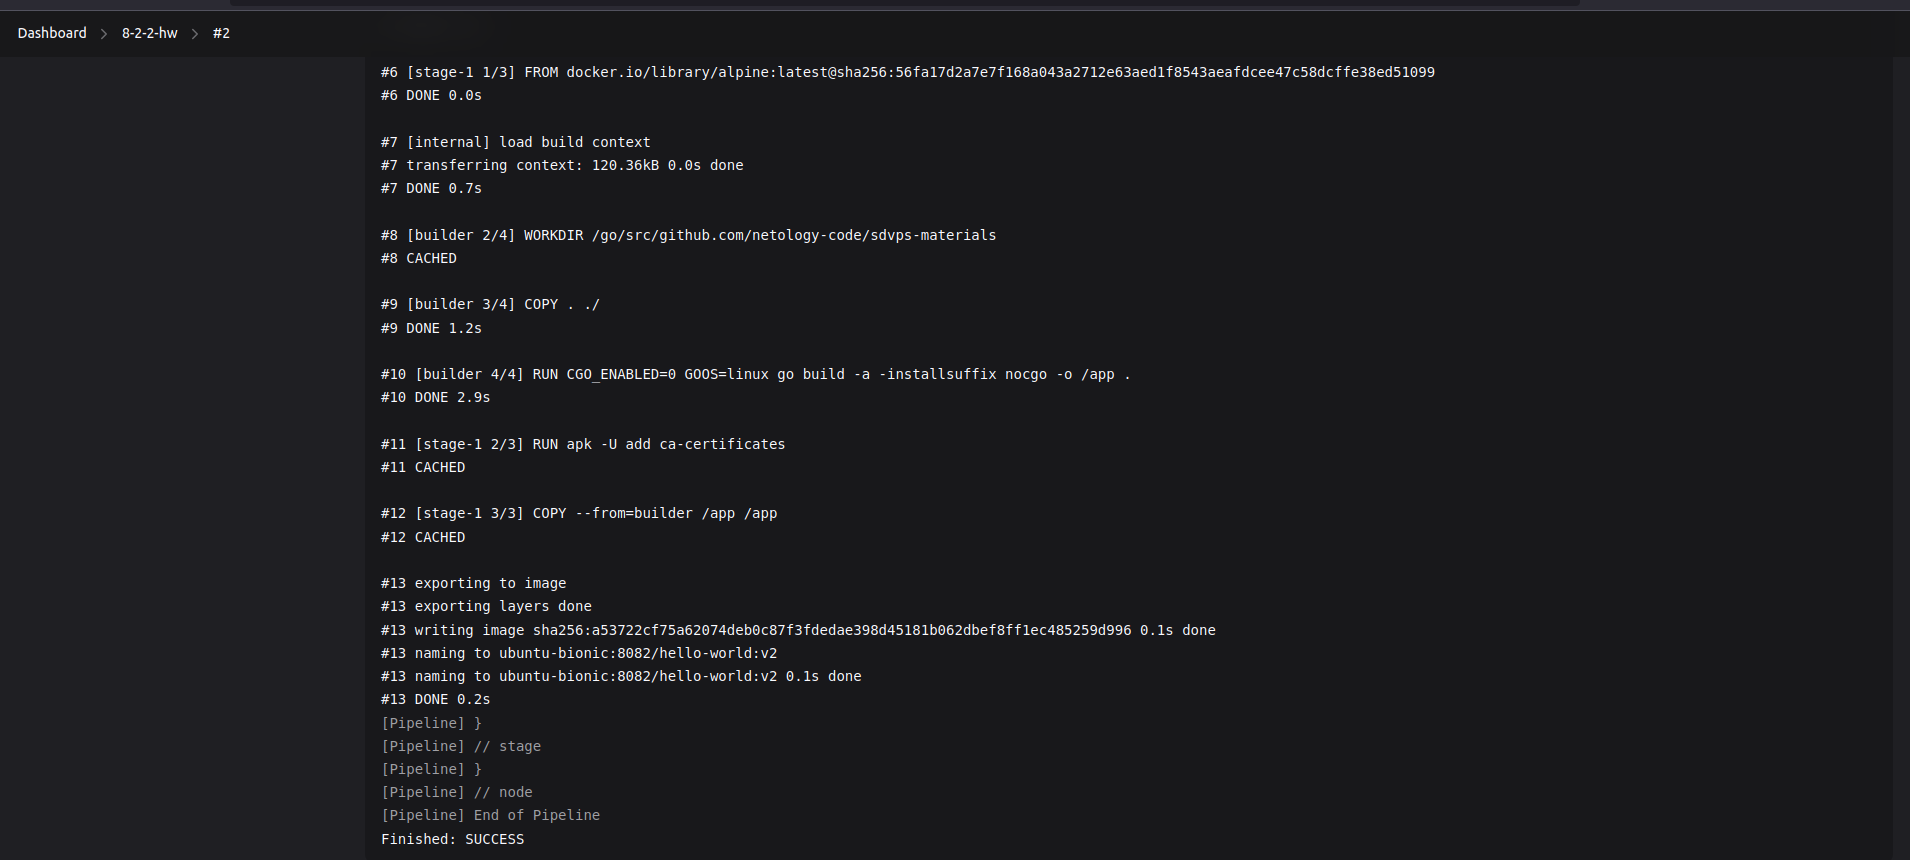 Dashboard > 8-2-2-hw > #2
#6 [stage-1 1/3] FROM docker.io/library/alpine:latest@sha256:56fa17d2a7e7f168a043a2712e63aed1f8543aeafdcee47c58dcffe38ed51099
#6 DONE 0.0s
#7 [internal] load build context
#7 transferring context: 120.36kB 0.0s done
#7 DONE 0.7s
#8 [builder 2/4] WORKDIR /go/src/github.com/netology-code/sdvps-materials
#8 CACHED
#9 [builder 3/4] COPY . ./
#9 DONE 1.2s
#10 [builder 4/4] RUN CGO_ENABLED=0 GOOS=linux go build -a -installsuffix nocgo -o /app .
#10 DONE 2.9s
#11 [stage-1 2/3] RUN apk -U add ca-certificates
#11 CACHED
#12 [stage-1 3/3] COPY --from=builder /app /app
#12 CACHED
#13 exporting to image
#13 exporting layers done
#13 writing image sha256:a53722cf75a62074deb0c87f3fdedae398d45181b062dbef8ff1ec485259d996 0.1s done
#13 naming to ubuntu-bionic:8082/hello-world:v2
#13 naming to ubuntu-bionic:8082/hello-world:v2 0.1s done
#13 DONE 0.2s
[Pipeline] }
[Pipeline] // stage
[Pipeline] }
[Pipeline] // node
[Pipeline] End of Pipeline
Finished: SUCCESS